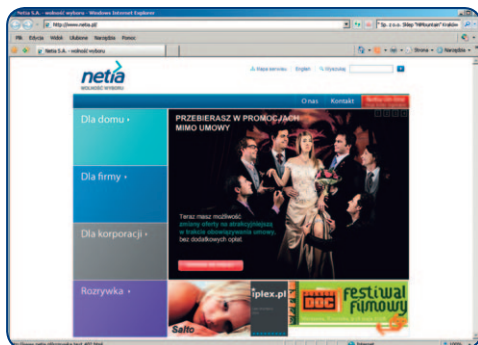 Netia S.A. - wolność wyboru - Windows Internet Explorer
http://www.netia.pl/
Plik Edycja Widok Ulubione Narzędzia Pomoc
Netia S.A. - wolność wyboru
Strona Narzędzia
netia
WOLNOŚĆ WYBORU
Mapa serwisu English Wyszukaj
O nas Kontakt
Dla domu
PRZEBIERASZ W PROMOCJACH
MIMO UMOWY
Dla firmy
Dla korporacji
Teraz masz możliwość
zmiany oferty na atrakcyjniejszą
w trakcie obowiązywania umowy,
bez dodatkowych opłat.
Rozrywka
Salto
iplex.pl
DOC
festiwal
filmowy
Internet
100%